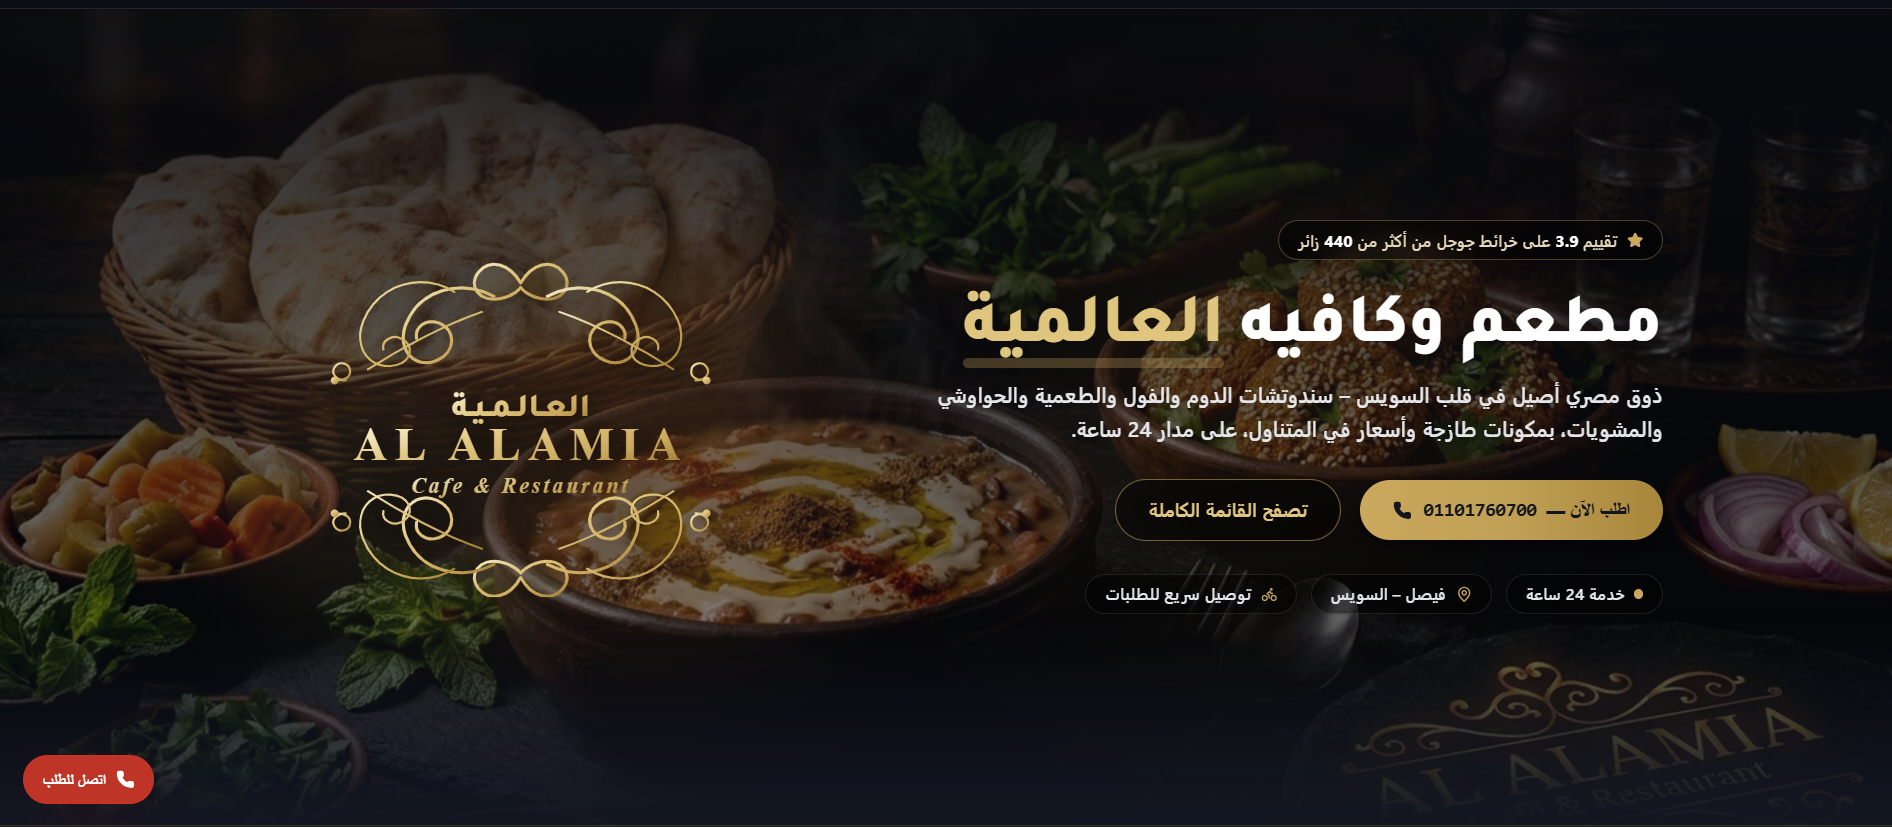 تقييم 3.9 على خرائط جوجل من أكثر من 440 زائر
مطعم وكافيه العالمية
ذوق مصري أصيل في قلب السويس – سندوتشات الدوم والفول والطعمية والحواوشي
والمشويات، بمكونات طازجة وأسعار في المتناول، على مدار 24 ساعة.
اطلب الآن — 01101760700
تصفح القائمة الكاملة
خدمة 24 ساعة
فيصل – السويس
توصيل سريع للطلبات
العالمية
AL ALAMIA
Cafe & Restaurant
AL ALAMIA
Cafe & Restaurant
اتصل للطلب